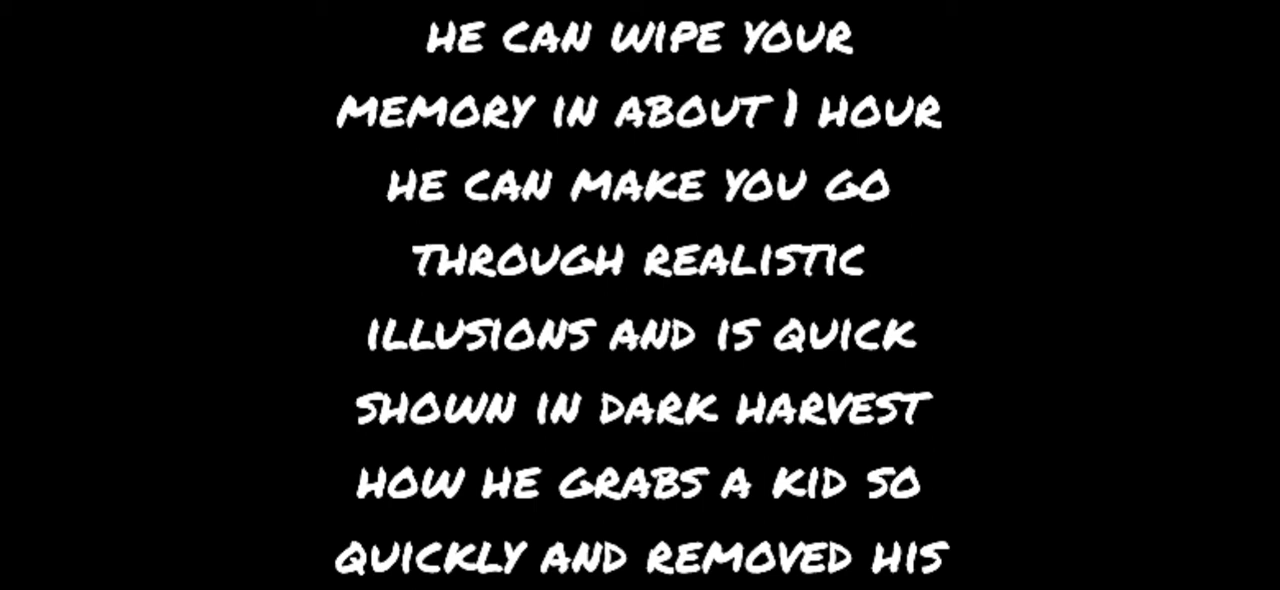 HE CAN WIPE YOUR
MEMORY IN ABOUT 1 HOUR
HE CAN MAKE YOU GO
THROUGH REALISTIC
ILLUSIONS AND IS QUICK
SHOWN IN DARK HARVEST
HOW HE GRABS A KID SO
QUICKLY AND REMOVED HIS